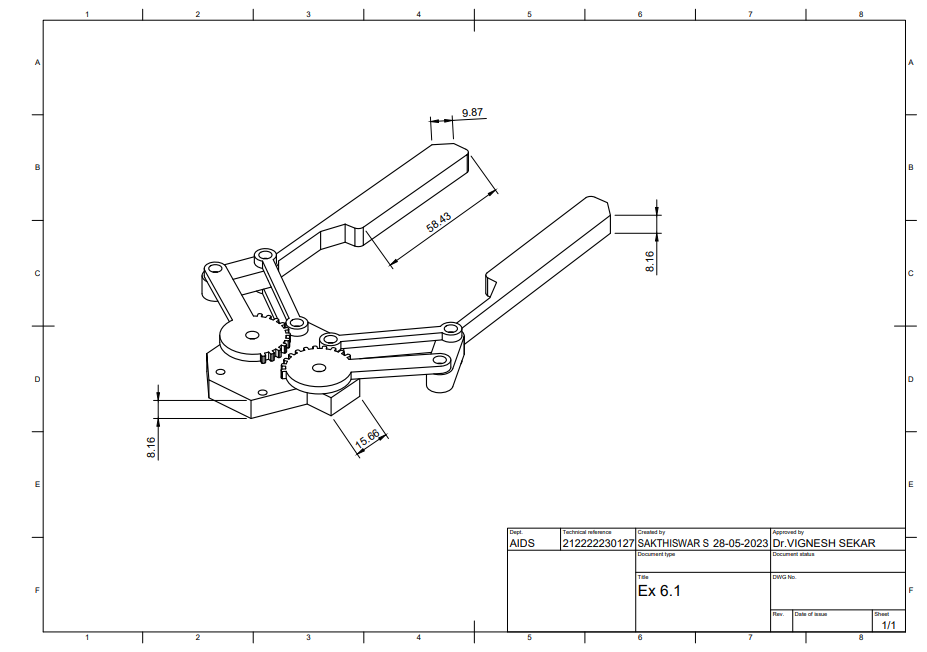 1 2 3 4 5 6 7 8
A A
9.87
B B
58.43
8.16
C C
D D
15.66
8.16
E E
Dept. Technical reference Created by Approved by
AIDS 212222230127 SAKTHISWAR S 28-05-2023 Dr.VIGNESH SEKAR
Document type Document status
Title DWG No.
Ex 6.1
F F
Rev. Date of issue Sheet
1/1
1 2 3 4 5 6 7 8